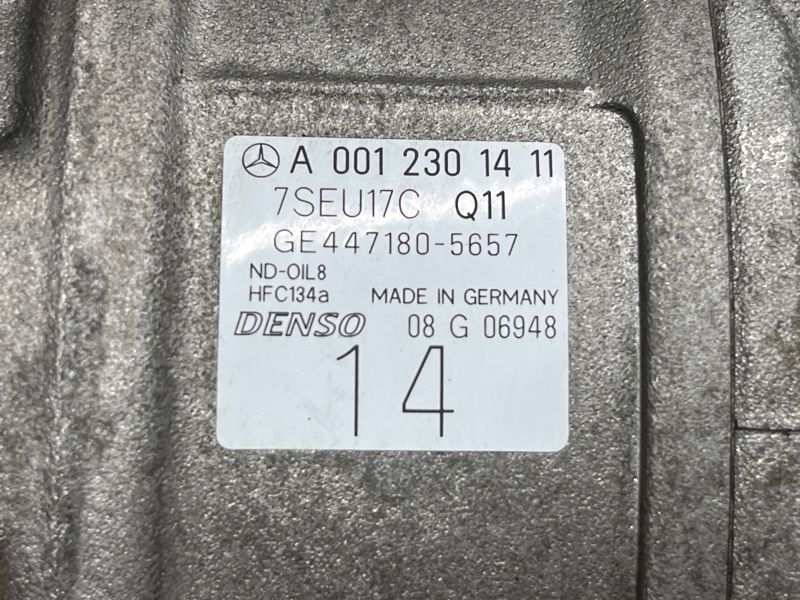 A 001 230 14 11
7SEU17C Q11
GE447180-5657
ND-OIL8
HFC134a MADE IN GERMANY
DENSO 08 G 06948
14